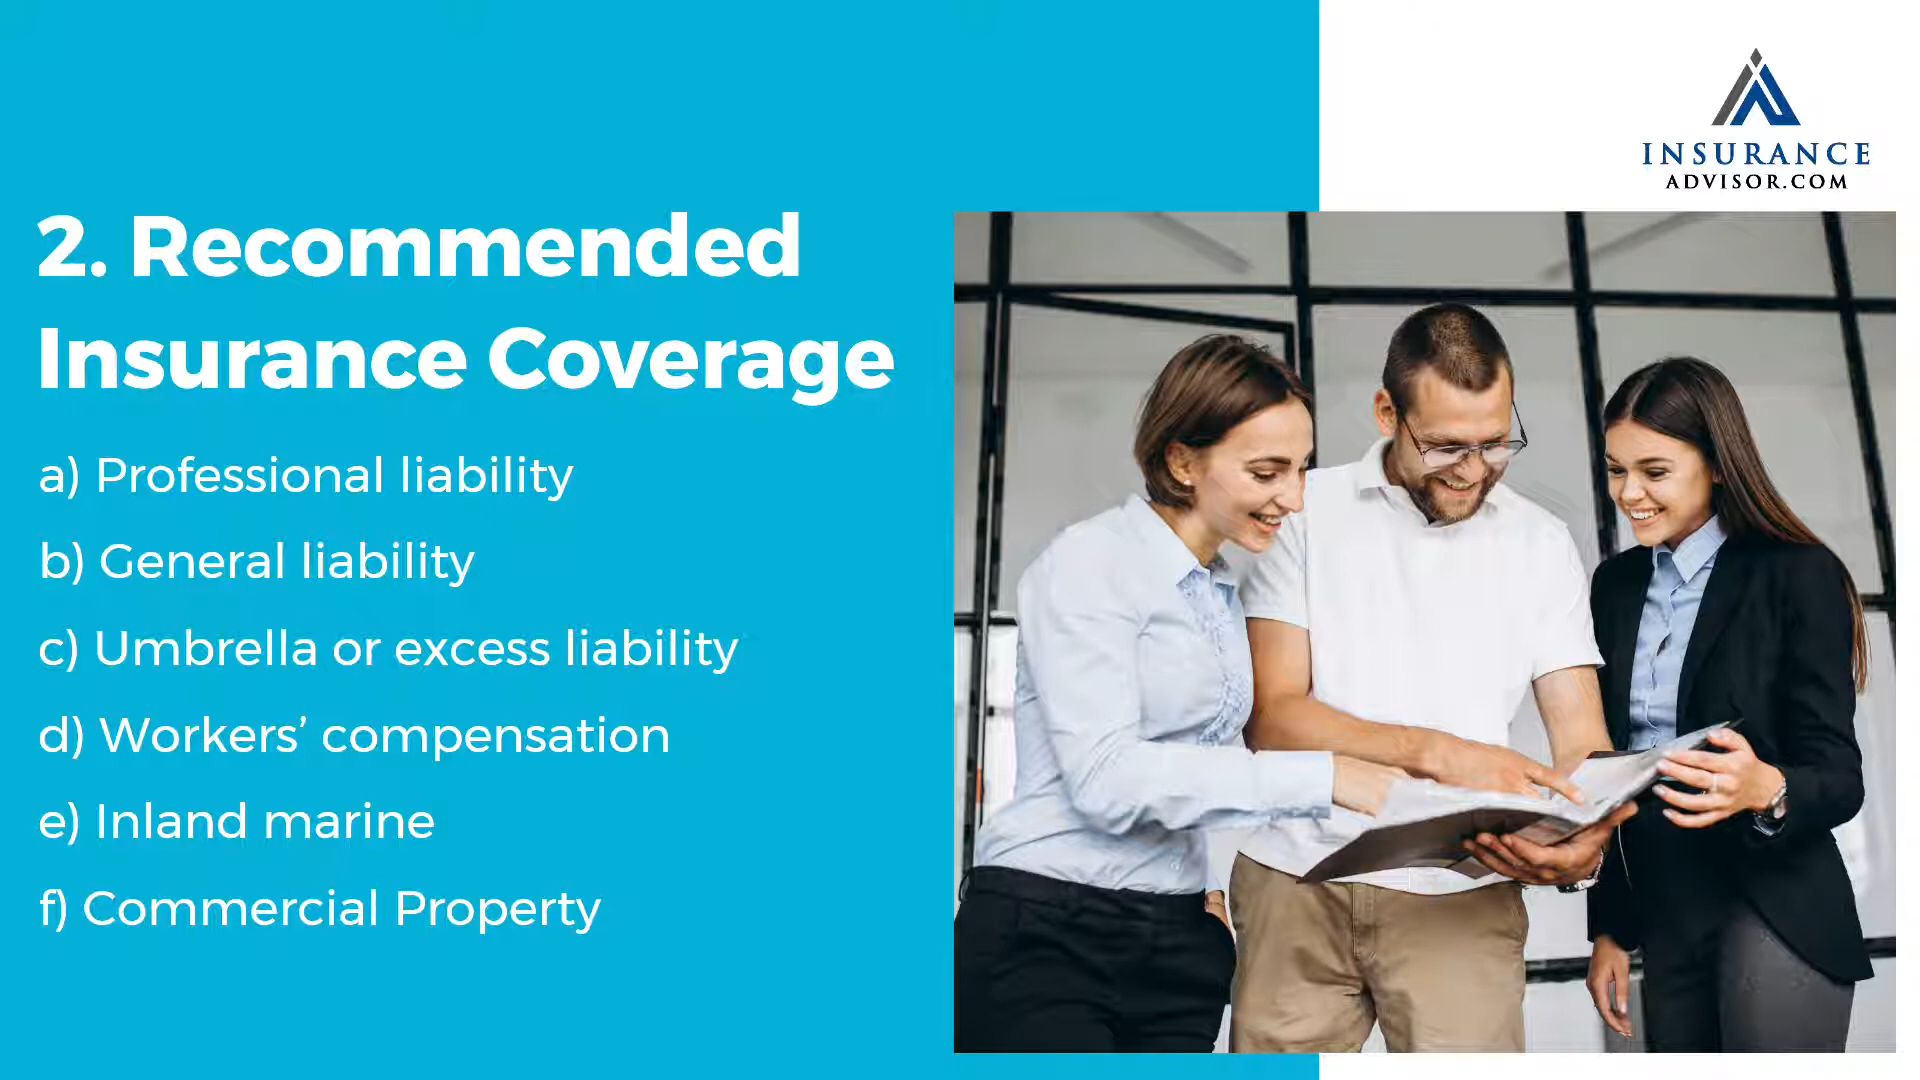 INSURANCE
ADVISOR.COM
2. Recommended
Insurance Coverage
a) Professional liability
b) General liability
c) Umbrella or excess liability
d) Workers’ compensation
e) Inland marine
f) Commercial Property